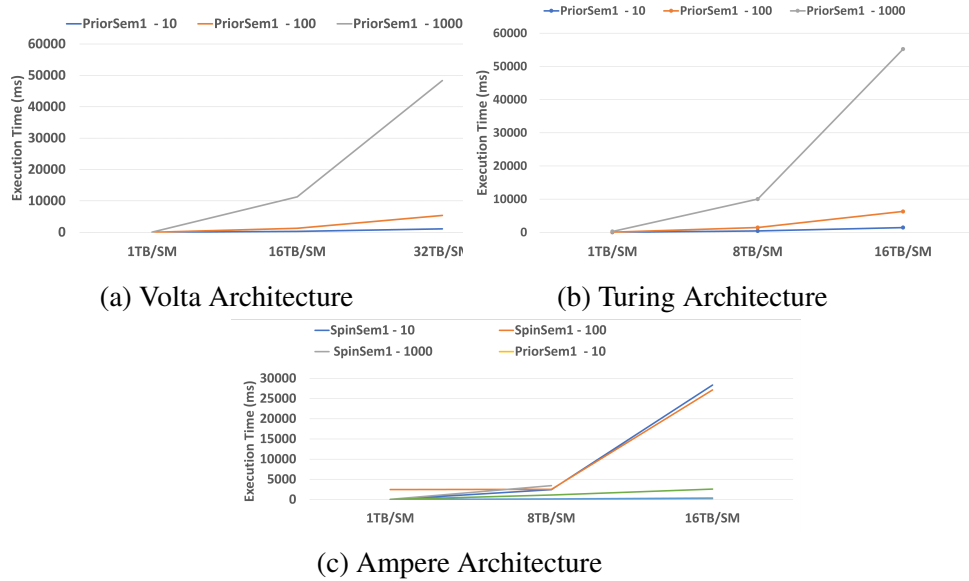 PriorSem1 - 10 PriorSem1 - 100 PriorSem1 - 1000
60000
50000
40000
30000
20000
10000
0
Execution Time (ms)
1TB/SM 16TB/SM 32TB/SM
(a) Volta Architecture
PriorSem1 - 10 PriorSem1 - 100 PriorSem1 - 1000
60000
50000
40000
30000
20000
10000
0
Execution Time (ms)
1TB/SM 8TB/SM 16TB/SM
(b) Turing Architecture
SpinSem1 - 10 SpinSem1 - 100
SpinSem1 - 1000 PriorSem1 - 10
30000
25000
20000
15000
10000
5000
0
Execution Time (ms)
1TB/SM 8TB/SM 16TB/SM
(c) Ampere Architecture